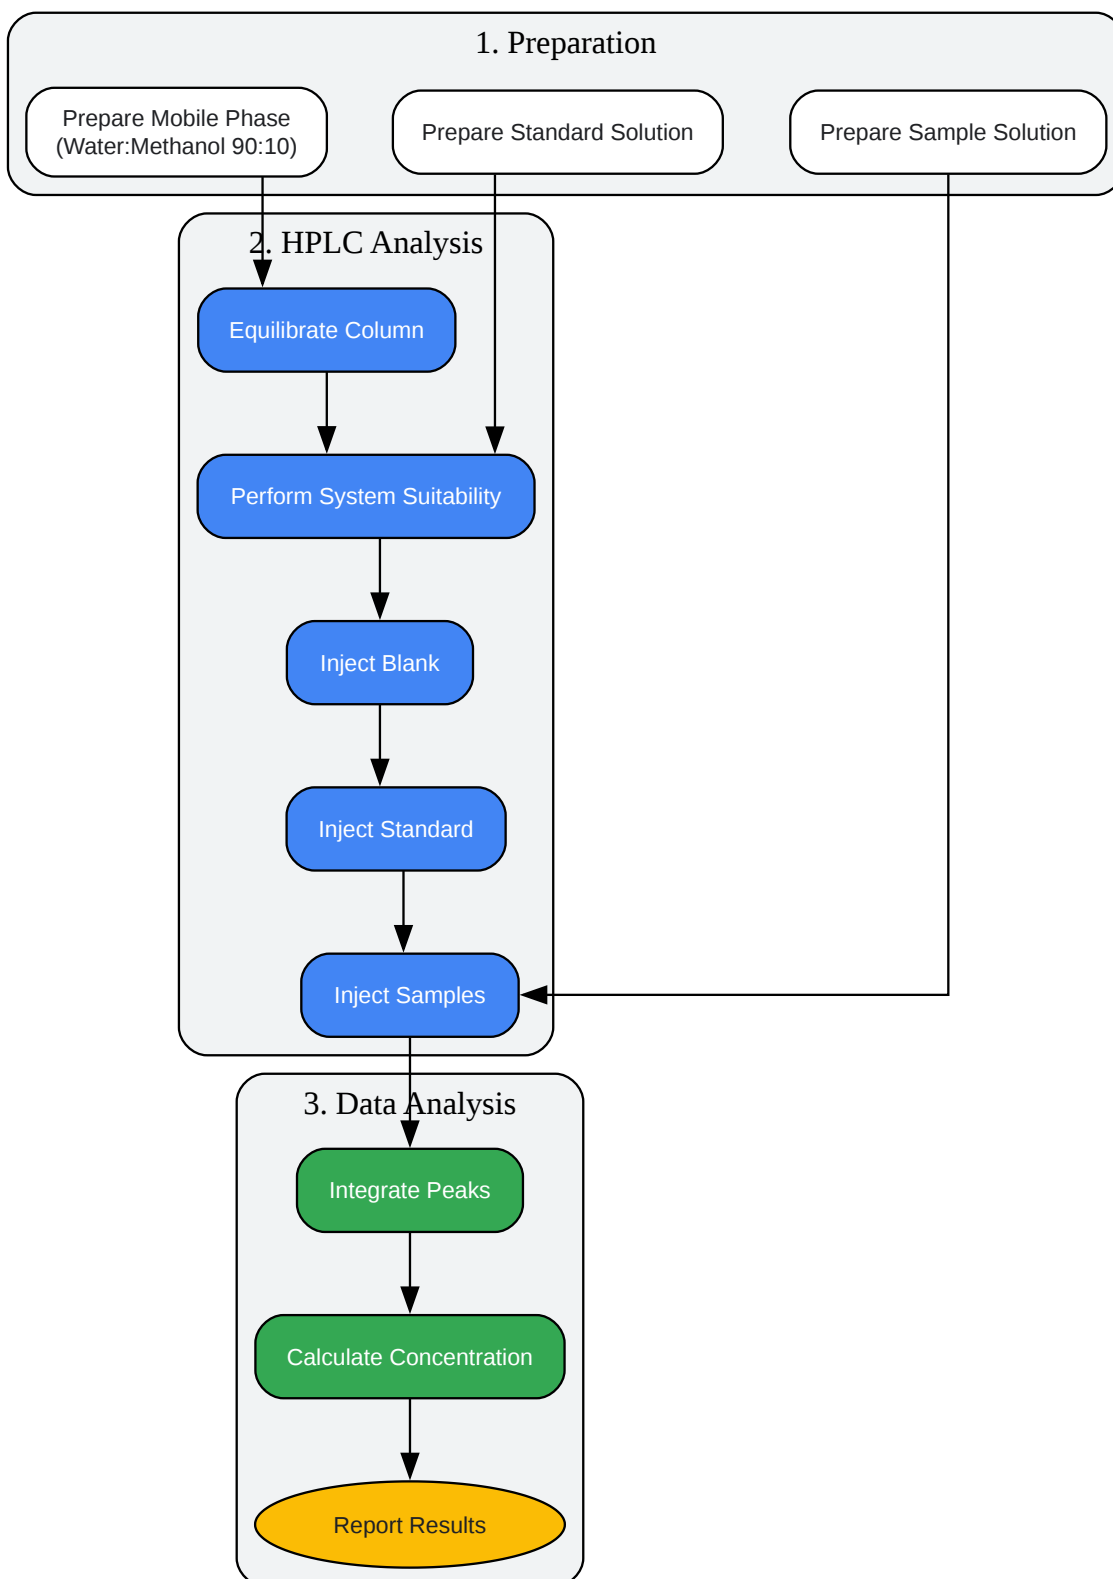 1. Preparation
Prepare Mobile Phase
(Water:Methanol 90:10)
Prepare Standard Solution
Prepare Sample Solution
2. HPLC Analysis
Equilibrate Column
Perform System Suitability
Inject Blank
Inject Standard
Inject Samples
3. Data Analysis
Integrate Peaks
Calculate Concentration
Report Results